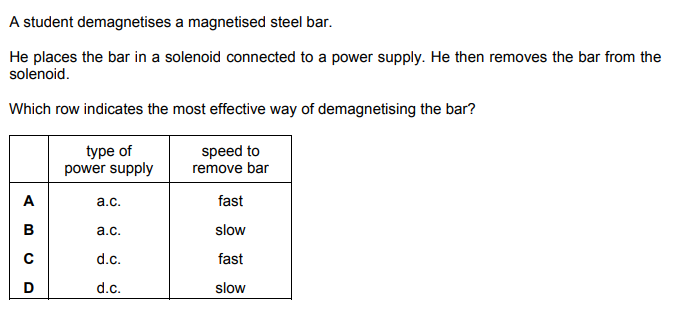 A student demagnetises a magnetised steel bar.
He places the bar in a solenoid connected to a power supply. He then removes the bar from the
solenoid.
Which row indicates the most effective way of demagnetising the bar?
type of speed to
power supply remove bar
A a.c. fast
B a.c. slow
C d.c. fast
D d.c. slow